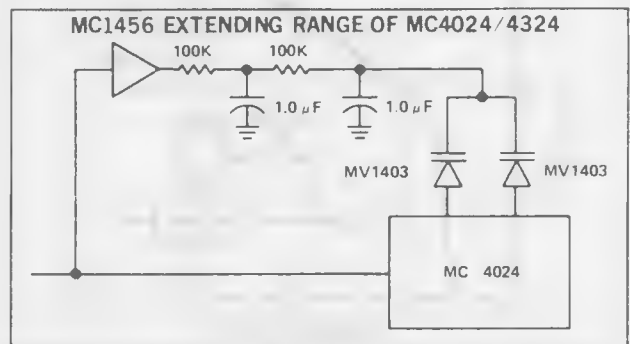 MC1456 EXTENDING RANGE OF MC4024/4324
100K 100K
1.0 µF 1.0 µF
MV1403 MV1403
MC 4024